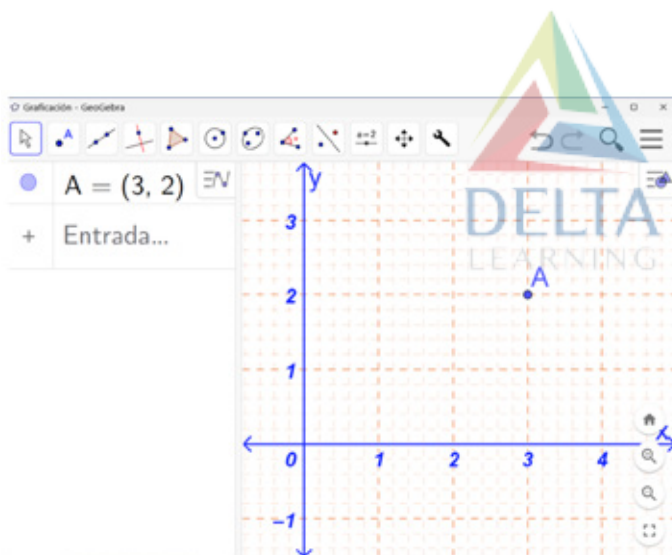 Graficación - GeoGebra
A
a=2
A = (3, 2)
+ Entrada...
DELTA
LEARNING
y
3
A
2
1
x
0 1 2 3 4
−1